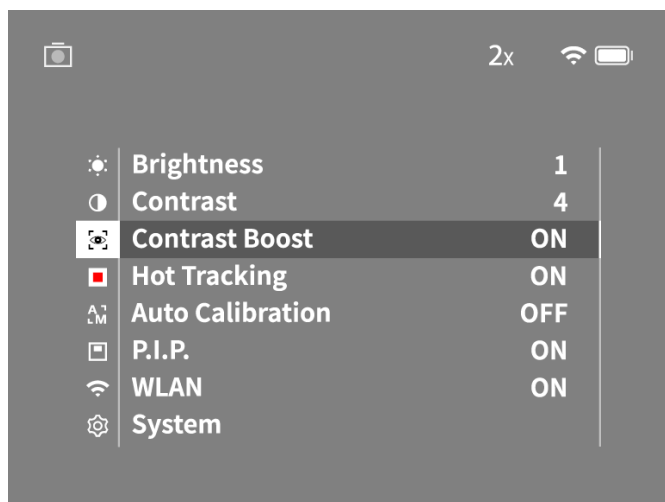 2x
Brightness 1
Contrast 4
Contrast Boost ON
Hot Tracking ON
Auto Calibration OFF
P.I.P. ON
WLAN ON
System